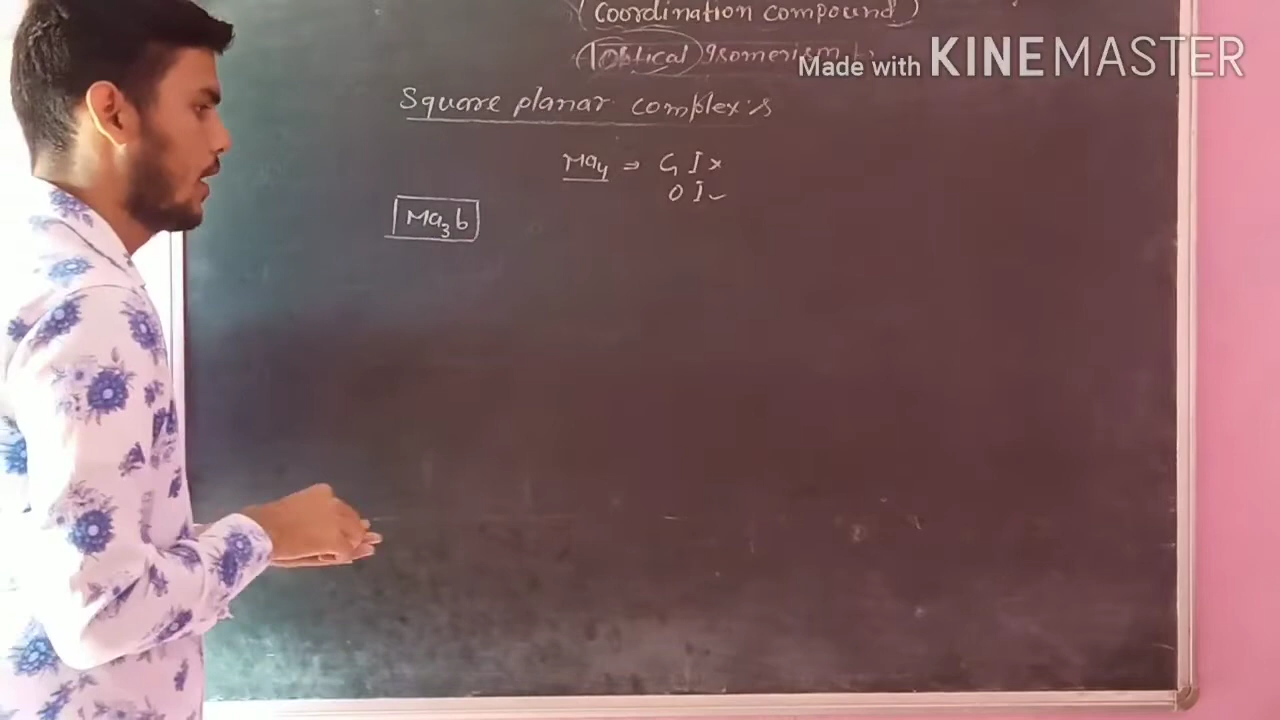 (Coordination compound)
(Optical) Isomerism :-
Made with KINEMASTER
Square planar complex's
Ma₄ ⇒ G I ×
O I ✓
Ma₃b